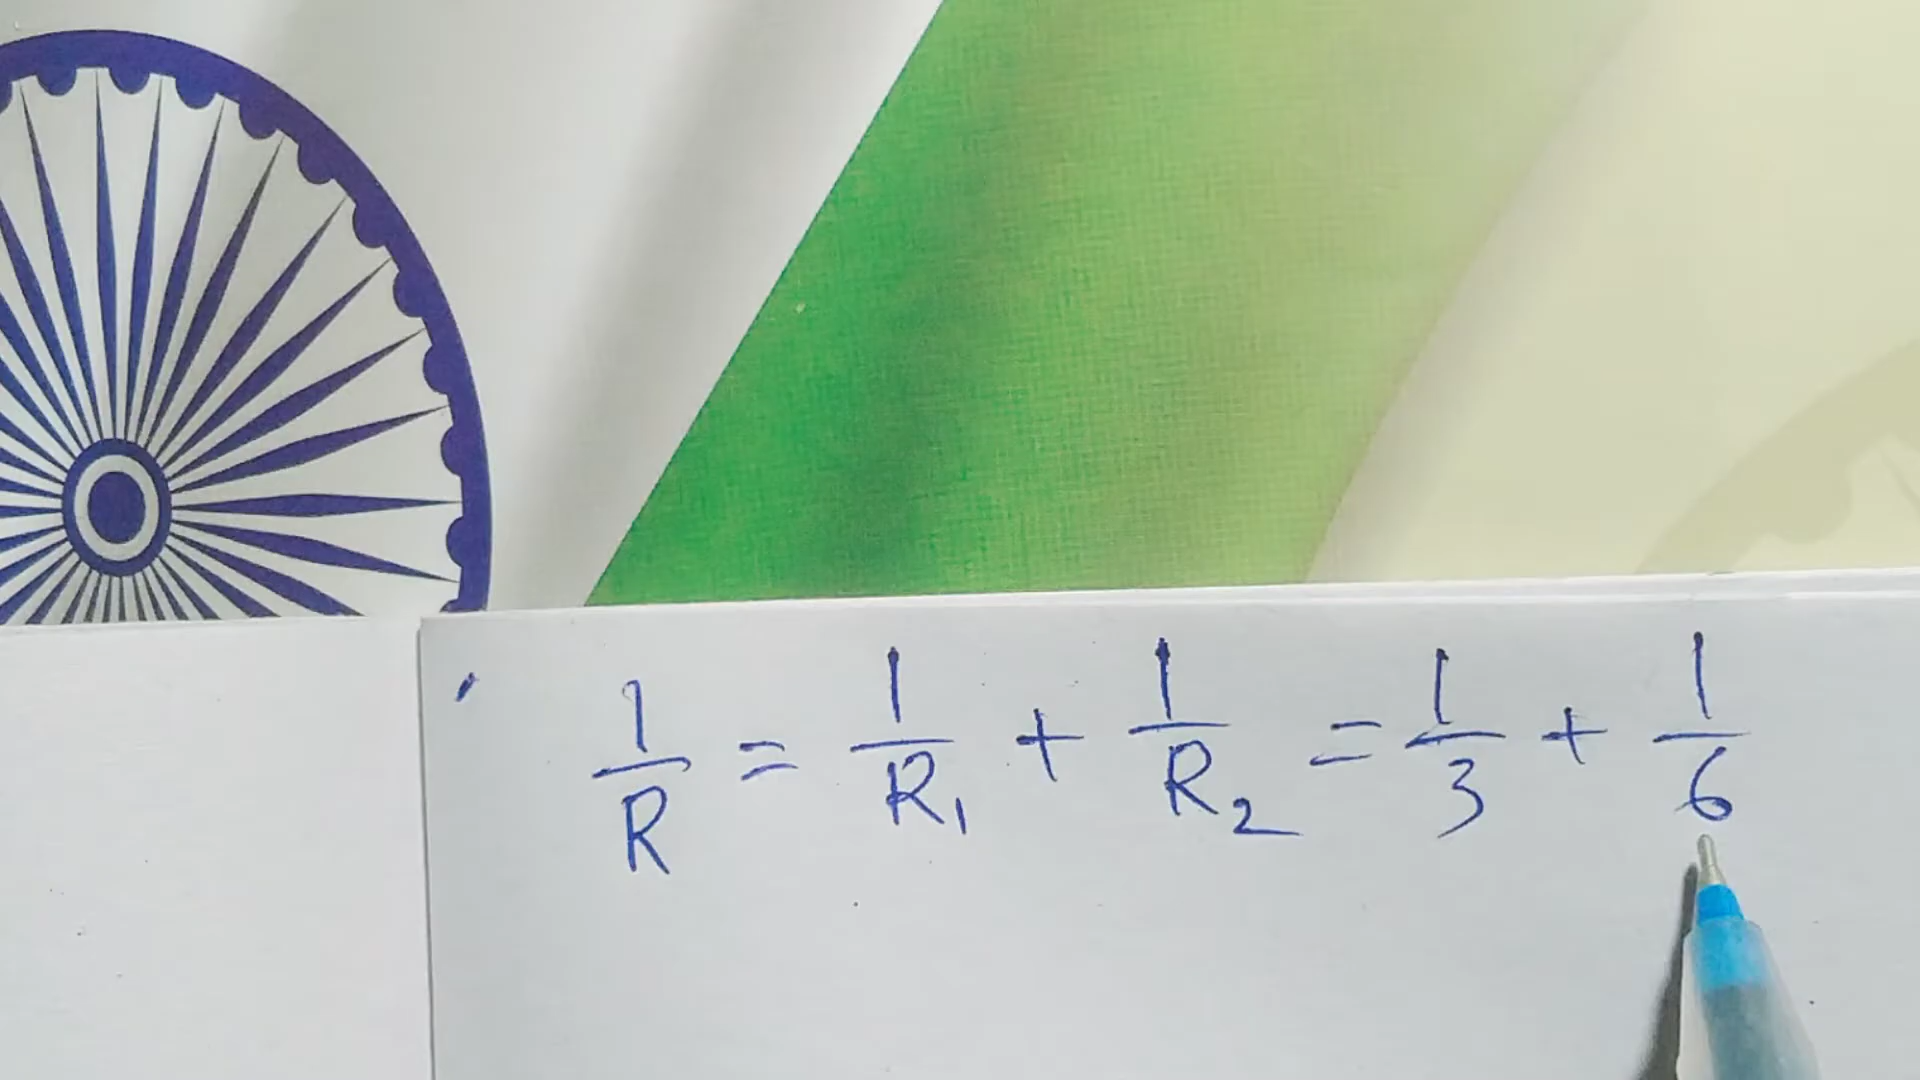 1/R = 1/R₁ + 1/R₂ = 1/3 + 1/6